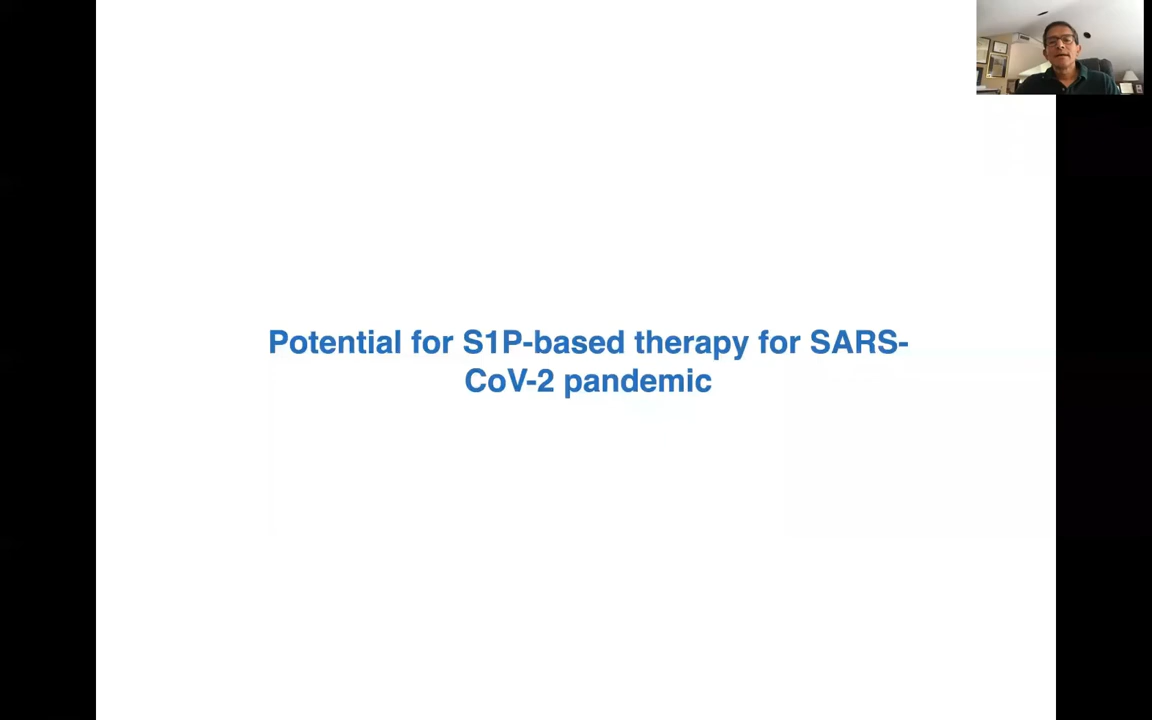 Potential for S1P-based therapy for SARS-
CoV-2 pandemic